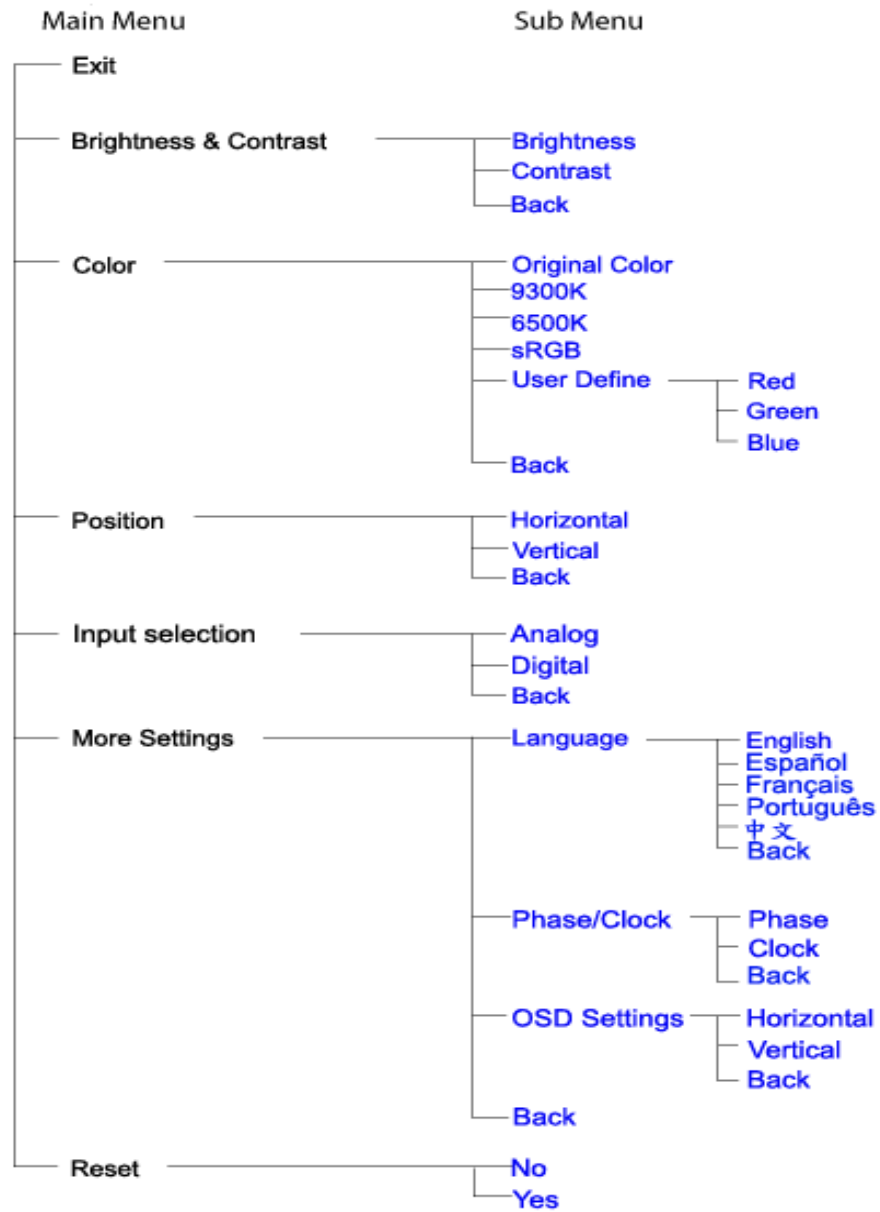 Main Menu Sub Menu
Exit
Brightness & Contrast Brightness
Contrast
Back
Color Original Color
9300K
6500K
sRGB
User Define Red
Green
Blue
Back
Position Horizontal
Vertical
Back
Input selection Analog
Digital
Back
More Settings Language English
Español
Français
Português
中文
Back
Phase/Clock Phase
Clock
Back
OSD Settings Horizontal
Vertical
Back
Back
Reset No
Yes